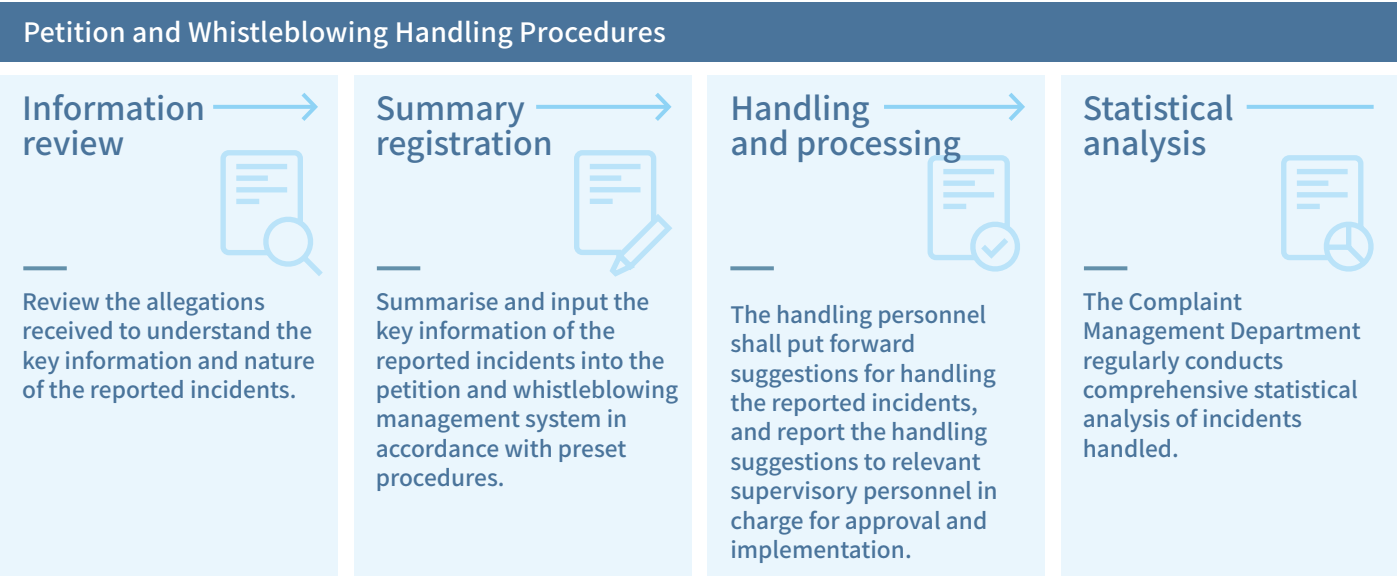 Petition and Whistleblowing Handling Procedures
Information
review
Review the allegations
received to understand the
key information and nature
of the reported incidents.
Summary
registration
Summarise and input the
key information of the
reported incidents into the
petition and whistleblowing
management system in
accordance with preset
procedures.
Handling
and processing
The handling personnel
shall put forward
suggestions for handling
the reported incidents,
and report the handling
suggestions to relevant
supervisory personnel in
charge for approval and
implementation.
Statistical
analysis
The Complaint
Management Department
regularly conducts
comprehensive statistical
analysis of incidents
handled.